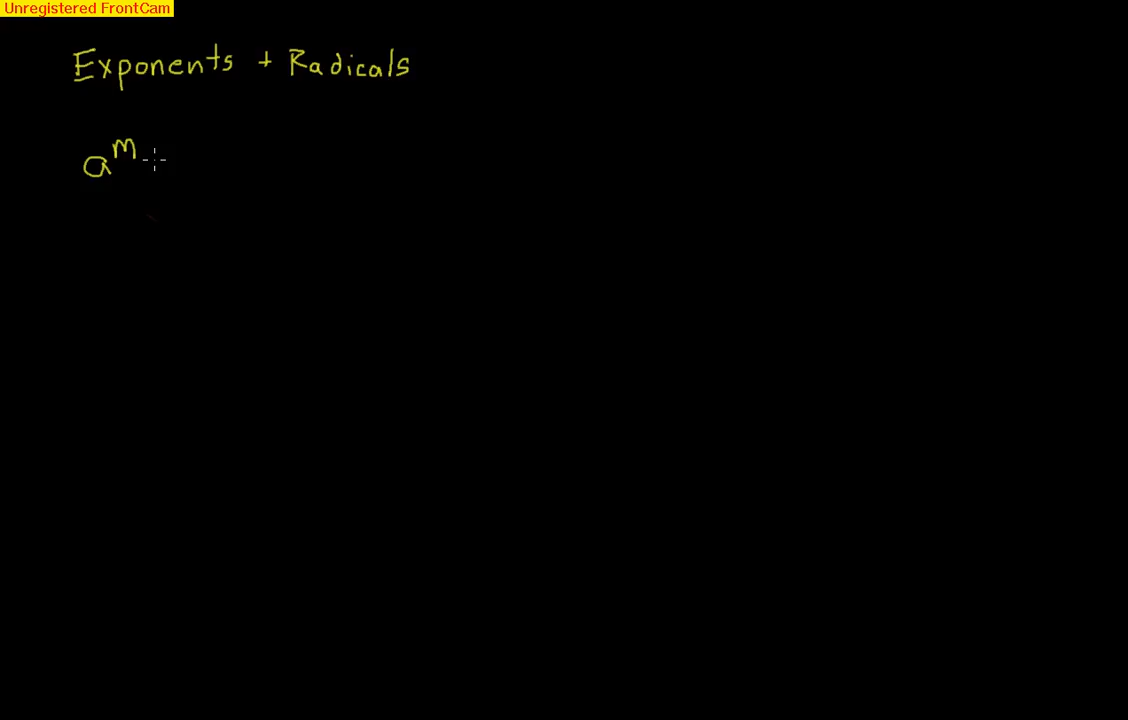 Unregistered FrontCam
Exponents + Radicals
a^m